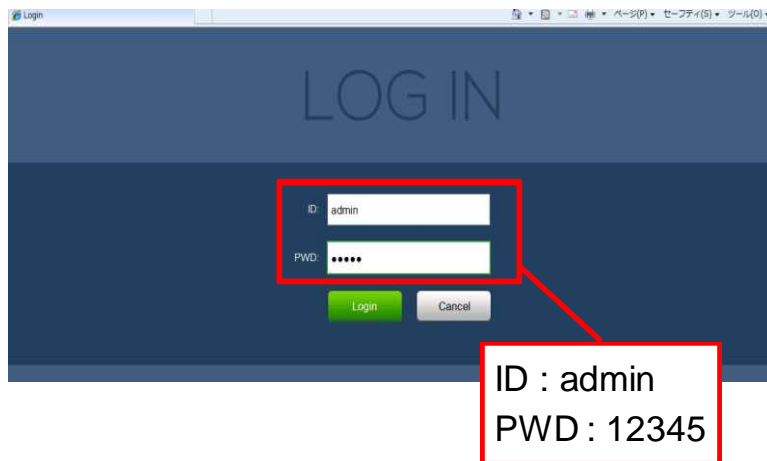 Login
ページ(P) セーフティ(S) ツール(O)
LOG IN
ID: admin
PWD: •••••
Login Cancel
ID : admin
PWD : 12345